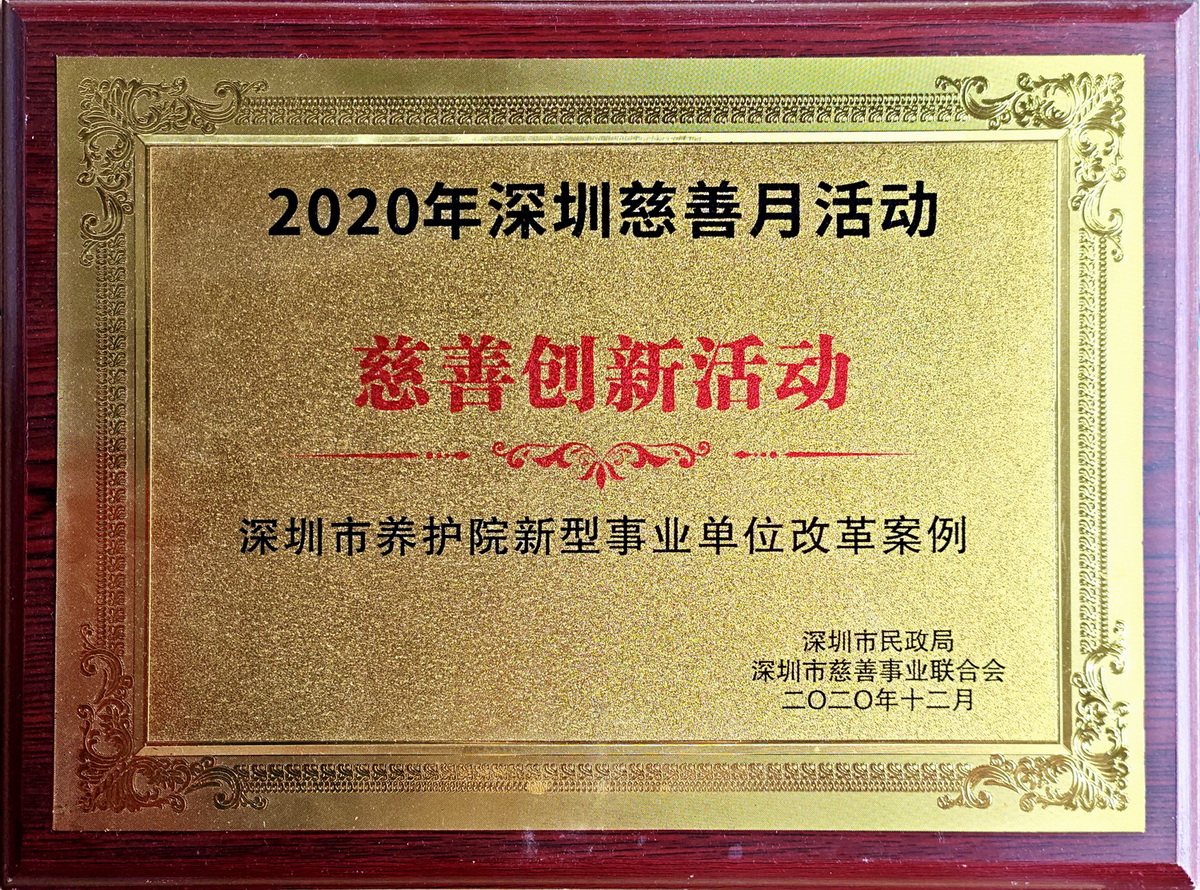 2020年深圳慈善月活动
慈善创新活动
深圳市养护院新型事业单位改革案例
深圳市民政局
深圳市慈善事业联合会
二〇二〇年十二月